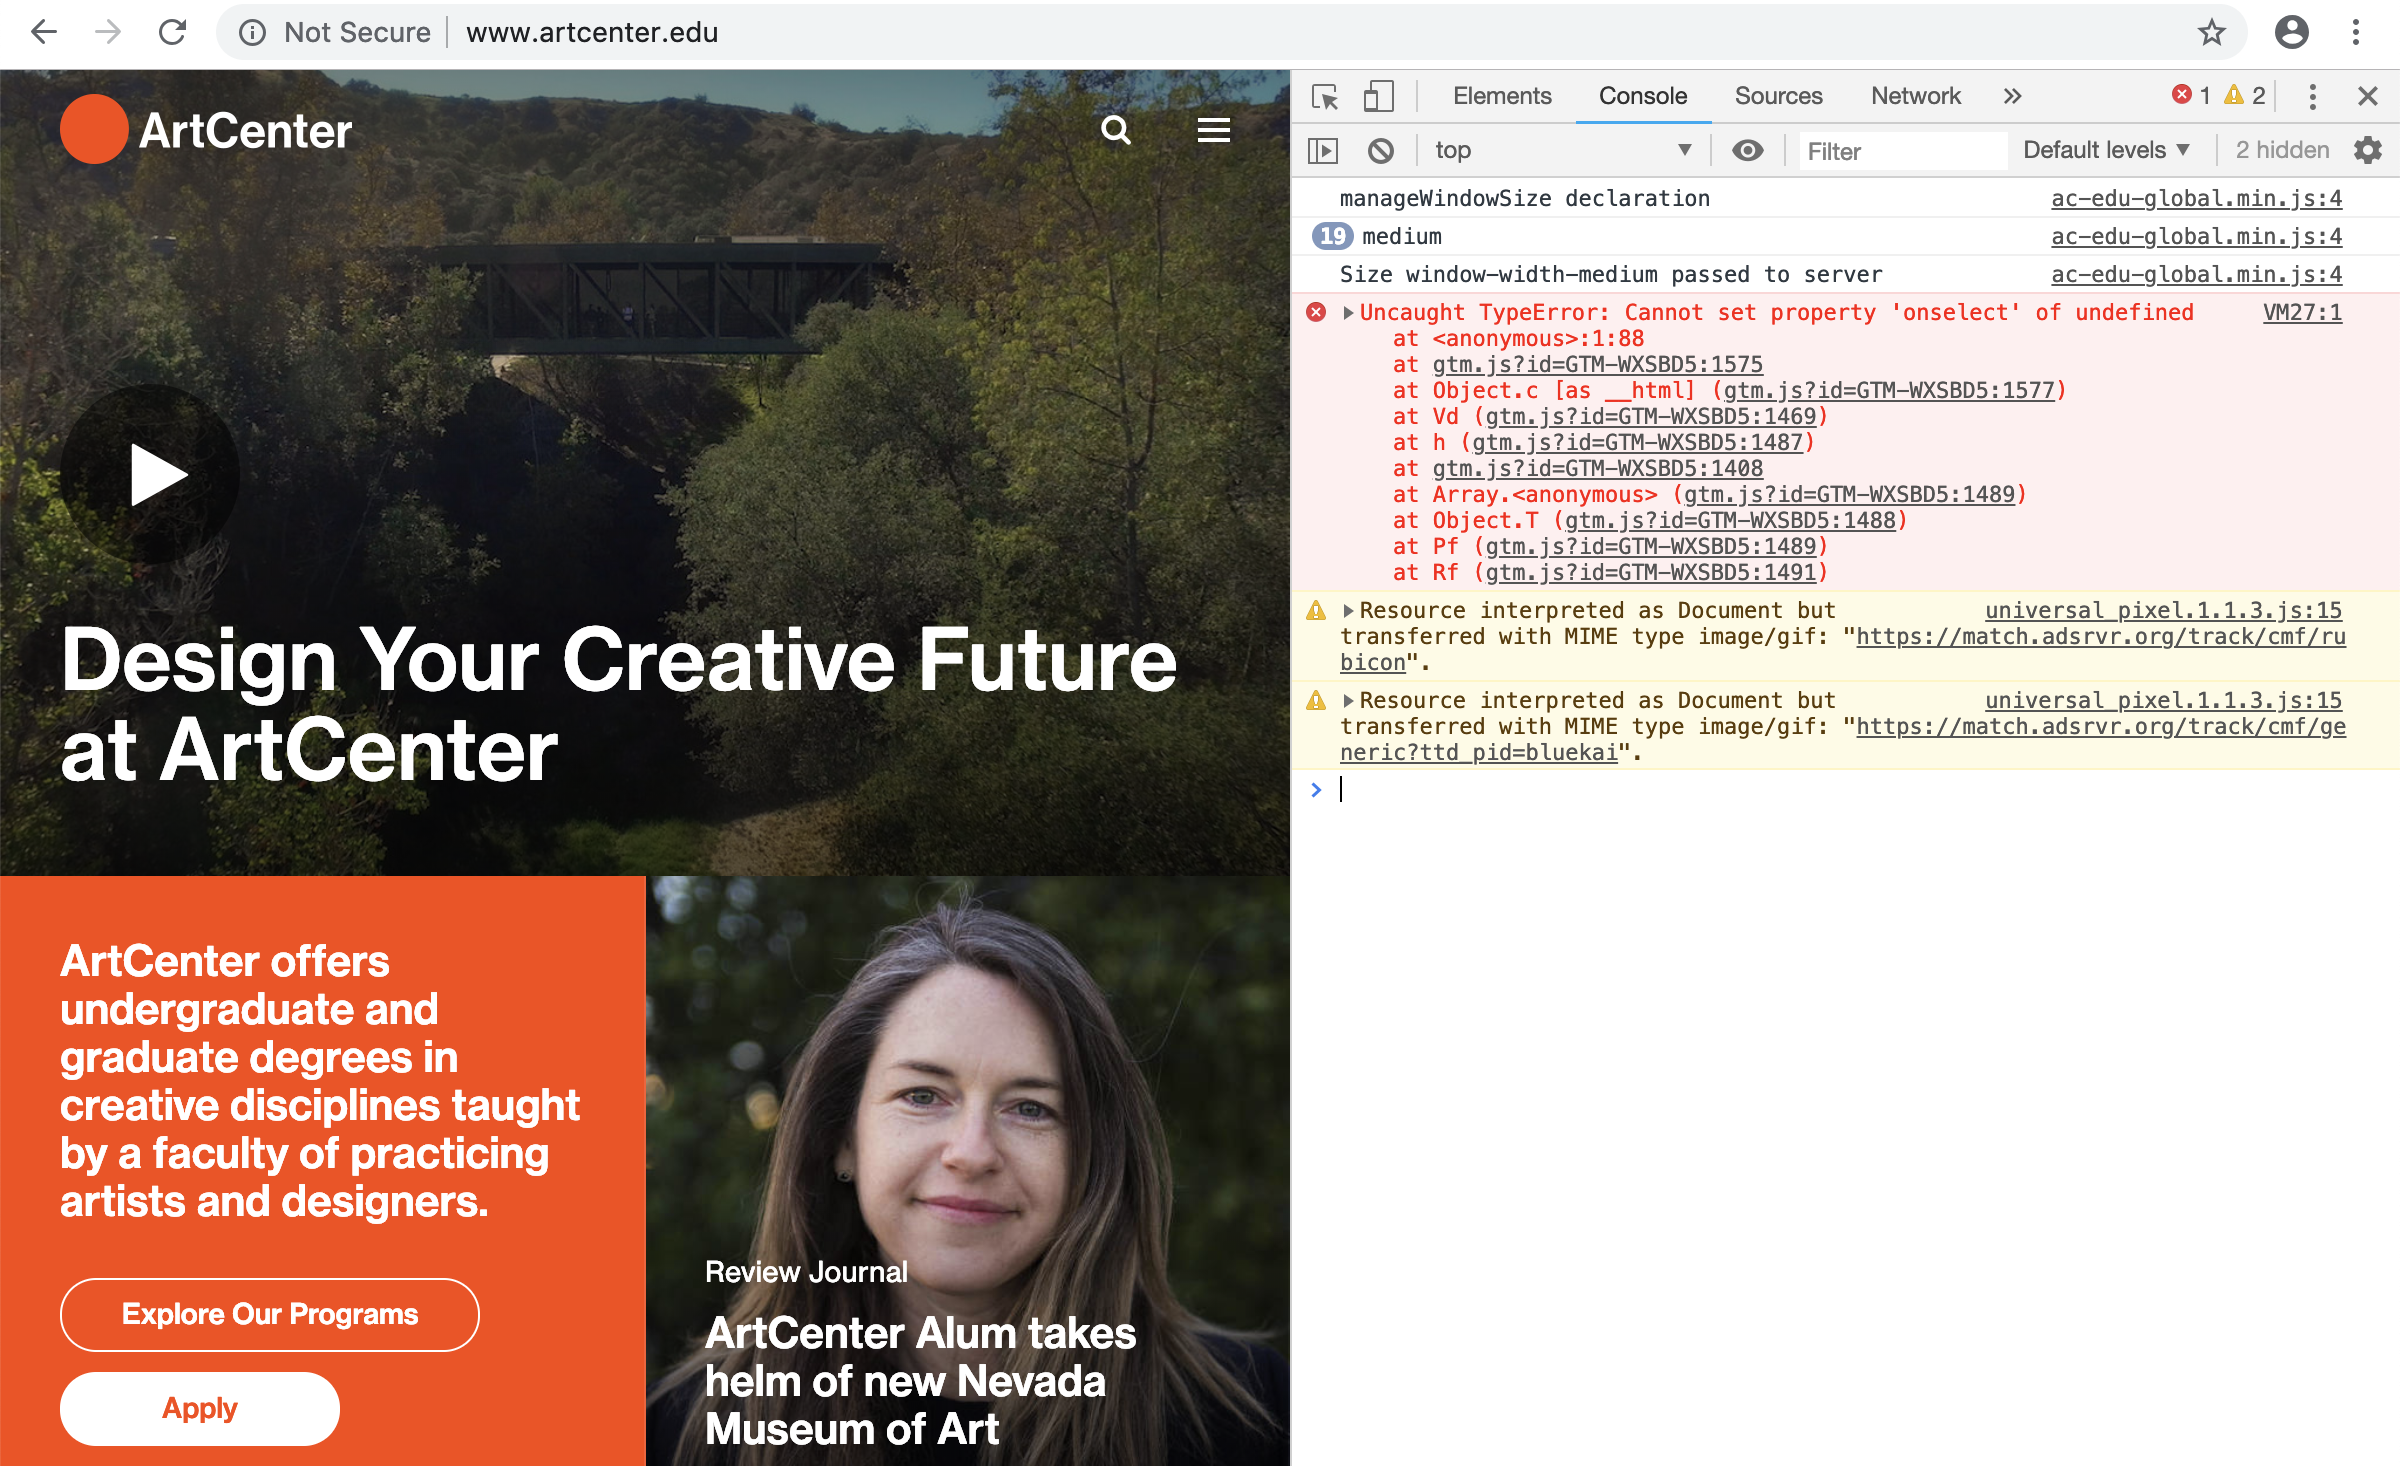 Not Secure
www.artcenter.edu
ArtCenter
Design Your Creative Future
at ArtCenter
ArtCenter offers
undergraduate and
graduate degrees in
creative disciplines taught
by a faculty of practicing
artists and designers.
Explore Our Programs
Apply
Review Journal
ArtCenter Alum takes
helm of new Nevada
Museum of Art
Elements Console Sources Network » 1 2
top Filter Default levels 2 hidden
manageWindowSize declaration ac-edu-global.min.js:4
19 medium ac-edu-global.min.js:4
Size window-width-medium passed to server ac-edu-global.min.js:4
Uncaught TypeError: Cannot set property 'onselect' of undefined VM27:1
at <anonymous>:1:88
at gtm.js?id=GTM-WXSBD5:1575
at Object.c [as __html] (gtm.js?id=GTM-WXSBD5:1577)
at Vd (gtm.js?id=GTM-WXSBD5:1469)
at h (gtm.js?id=GTM-WXSBD5:1487)
at gtm.js?id=GTM-WXSBD5:1408
at Array.<anonymous> (gtm.js?id=GTM-WXSBD5:1489)
at Object.T (gtm.js?id=GTM-WXSBD5:1488)
at Pf (gtm.js?id=GTM-WXSBD5:1489)
at Rf (gtm.js?id=GTM-WXSBD5:1491)
Resource interpreted as Document but universal_pixel.1.1.3.js:15
transferred with MIME type image/gif: "https://match.adsrvr.org/track/cmf/ru
bicon".
Resource interpreted as Document but universal_pixel.1.1.3.js:15
transferred with MIME type image/gif: "https://match.adsrvr.org/track/cmf/ge
neric?ttd_pid=bluekai".
>